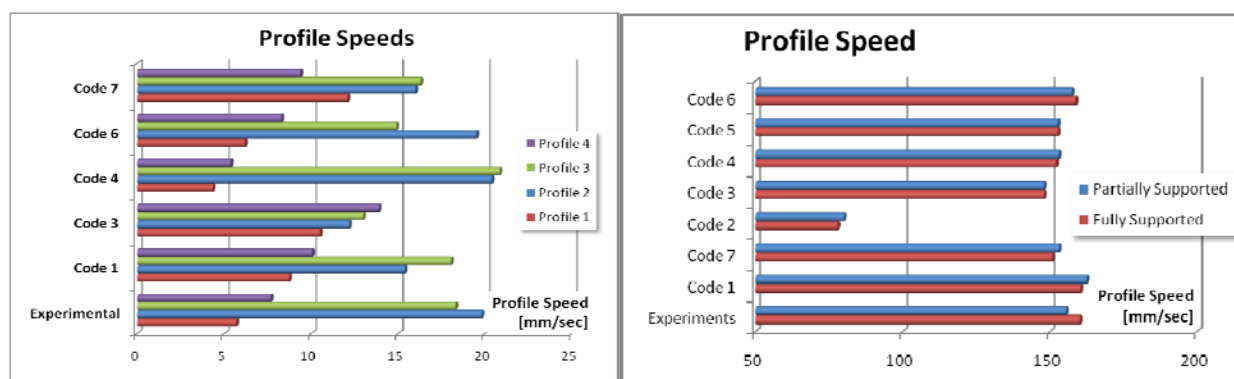 Profile Speeds
Code 7
Code 6
Code 4
Code 3
Code 1
Experimental
Profile 4
Profile 3
Profile 2
Profile 1
Profile Speed
[mm/sec]
0 5 10 15 20 25
Profile Speed
Code 6
Code 5
Code 4
Code 3
Code 2
Code 7
Code 1
Experiments
Partially Supported
Fully Supported
Profile Speed
[mm/sec]
50 100 150 200